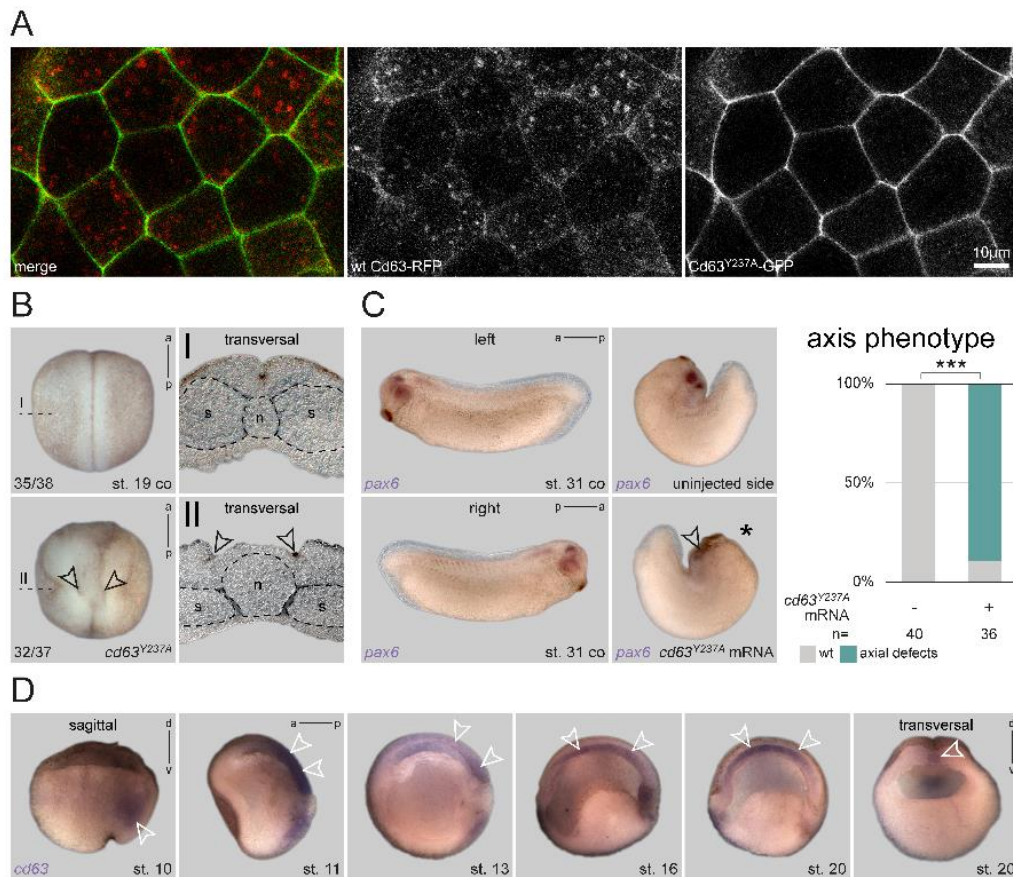 A
merge
wt Cd63-RFP
10µm
Cd63Y237A-GFP
B
a
p
I
35/38
st. 19 co
I
transversal
s
n
s
a
p
II
32/37
cd63Y237A
II
transversal
n
s
s
C
left
a
p
pax6
st. 31 co
pax6
uninjected side
right
p
a
pax6
st. 31 co
*
pax6
cd63Y237A mRNA
axis phenotype
***
100%
50%
0%
cd63Y237A mRNA
-
+
n=
40
36
wt
axial defects
D
sagittal
d
v
cd63
st. 10
a
p
st. 11
st. 13
st. 16
st. 20
transversal
d
v
st. 20